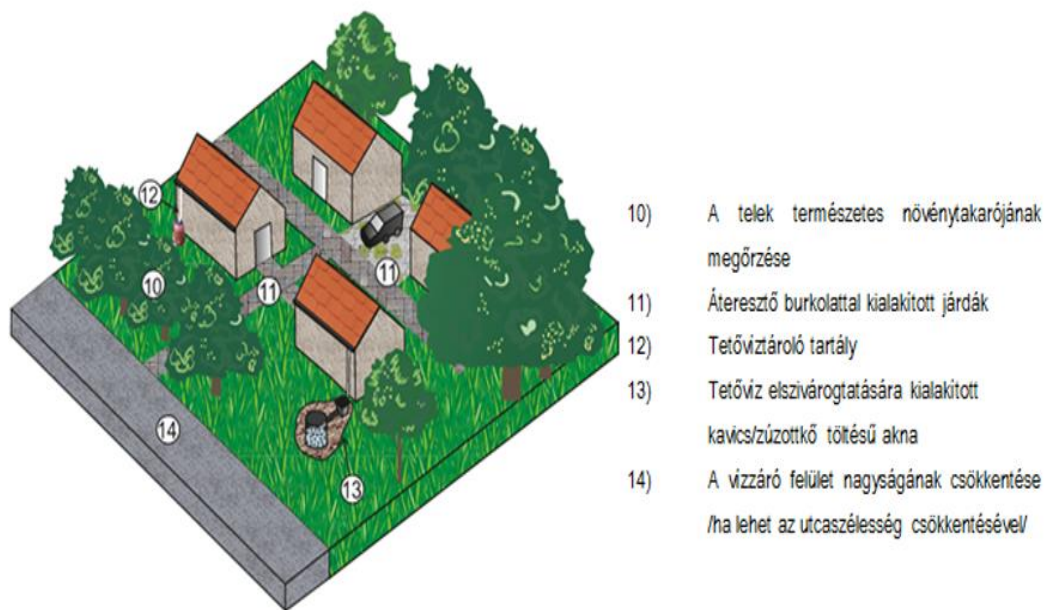 12
10
11
11
14
13
10) A telek természetes növénytakarójának
megőrzése
11) Áteresztő burkolattal kialakított járdák
12) Tetővíztároló tartály
13) Tetővíz elszivárogtatására kialakított
kavics/zúzottkő töltésű akna
14) A vízzáró felület nagyságának csökkentése
/ha lehet az utcaszélesség csökkentésével/